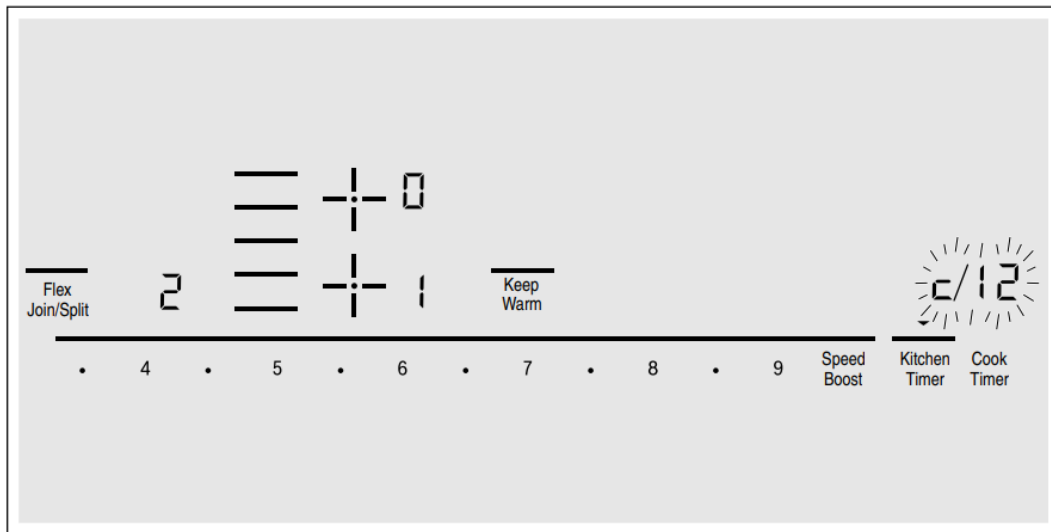 0
Flex
Join/Split
2
1
Keep
Warm
c/12
. 4 . 5 . 6 . 7 . 8 . 9
Speed
Boost
Kitchen
Timer
Cook
Timer